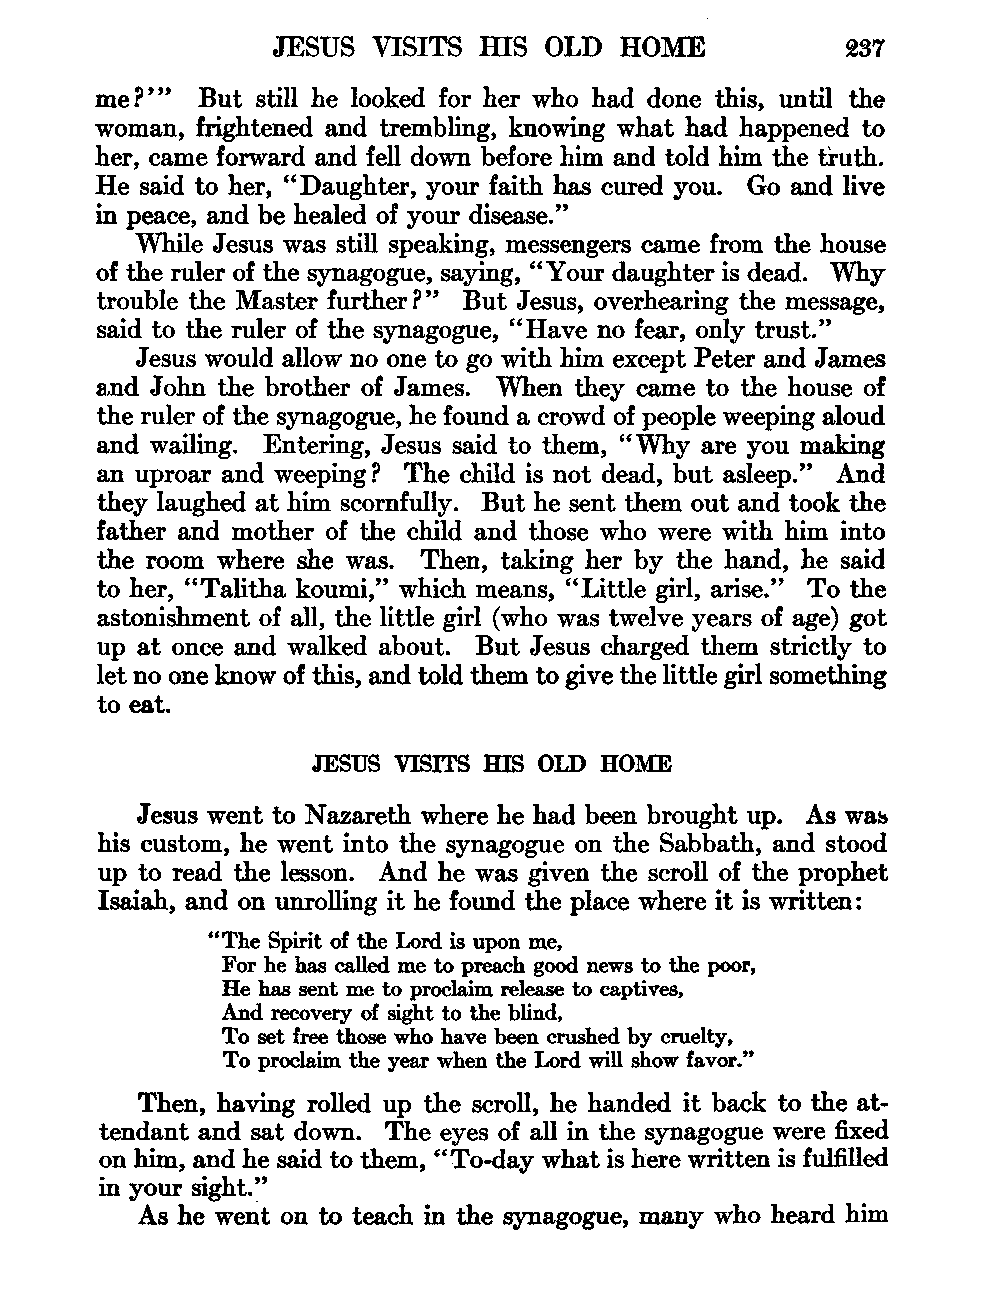 JESUS VISITS HIS OLD HOME 237
me?'" But still he looked for her who had done this, until the
woman, frightened and trembling, knowing what had happened to
her, came forward and fell down before him and told him the truth.
He said to her, "Daughter, your faith has cured you. Go and live
in peace, and be healed of your disease."
While Jesus was still speaking, messengers came from the house
of the ruler of the synagogue, saying, "Your daughter is dead. Why
trouble the Master further?" But Jesus, overhearing the message,
said to the ruler of the synagogue, "Have no fear, only trust."
Jesus would allow no one to go with him except Peter and James
and John the brother of James. When they came to the house of
the ruler of the synagogue, he found a crowd of people weeping aloud
and wailing. Entering, Jesus said to them, "Why are you making
an uproar and weeping? The child is not dead, but asleep." And
they laughed at him scornfully. But he sent them out and took the
father and mother of the child and those who were with him into
the room where she was. Then, taking her by the hand, he said
to her, "Talitha koumi," which means, "Little girl, arise." To the
astonishment of all, the little girl (who was twelve years of age) got
up at once and walked about. But Jesus charged them strictly to
let no one know of this, and told them to give the little girl something
to eat.
JESUS VISITS HIS OLD HOME
Jesus went to Nazareth where he had been brought up. As was
his custom, he went into the synagogue on the Sabbath, and stood
up to read the lesson. And he was given the scroll of the prophet
Isaiah, and on unrolling it he found the place where it is written:
"The Spirit of the Lord is upon me,
For he has called me to preach good news to the poor,
He has sent me to proclaim release to captives,
And recovery of sight to the blind,
To set free those who have been crushed by cruelty,
To proclaim the year when the Lord will show favor."
Then, having rolled up the scroll, he handed it back to the at-
tendant and sat down. The eyes of all in the synagogue were fixed
on him, and he said to them, "To-day what is here written is fulfilled
in your sight."
As he went on to teach in the synagogue, many who heard him